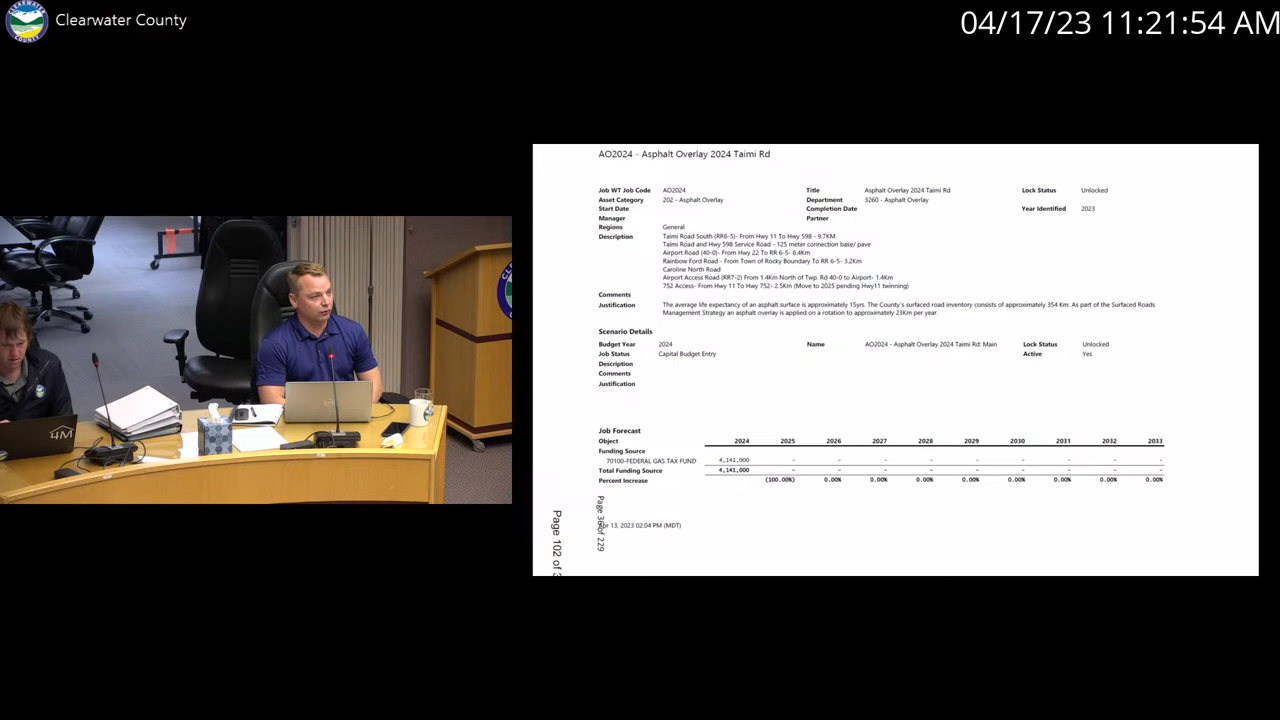 Clearwater County
04/17/23 11:21:54 AM
AO2024 - Asphalt Overlay 2024 Taimi Rd
Job WT Job Code AO2024 Title Asphalt Overlay 2024 Taimi Rd Lock Status Unlocked
Asset Category 202 - Asphalt Overlay Department 3260 - Asphalt Overlay
Start Date Completion Date Year Identified 2023
Manager Partner
Regions General
Description Taimi Road South (RR6-5)- From Hwy 11 To Hwy 598 - 9.7KM
Taimi Road and Hwy 598 Service Road - 125 meter connection base/ pave
Airport Road (40-0)- From Hwy 22 To RR 6-5- 6.4Km
Rainbow Ford Road - From Town of Rocky Boundary To RR 6-5- 3.2Km
Caroline North Road
Airport Access Road (RR7-2) From 1.4Km North of Twp. Rd 40-0 to Airport- 1.4Km
752 Access- From Hwy 11 To Hwy 752- 2.5Km (Move to 2025 pending Hwy11 twinning)
Comments
Justification The average life expectancy of an asphalt surface is approximately 15yrs. The County's surfaced road inventory consists of approximately 354 Km. As part of the Surfaced Roads
Management Strategy an asphalt overlay is applied on a rotation to approximately 23Km per year.
Scenario Details
Budget Year 2024 Name AO2024 - Asphalt Overlay 2024 Taimi Rd: Main Lock Status Unlocked
Job Status Capital Budget Entry Active Yes
Description
Comments
Justification
Job Forecast
Object 2024 2025 2026 2027 2028 2029 2030 2031 2032 2033
Funding Source
70100-FEDERAL GAS TAX FUND 4,141,000 - - - - - - - - -
Total Funding Source 4,141,000 - - - - - - - - -
Percent Increase (100.00%) 0.00% 0.00% 0.00% 0.00% 0.00% 0.00% 0.00% 0.00%
Page 36 of 229
pr 13, 2023 02:04 PM (MDT)
Page 102 of